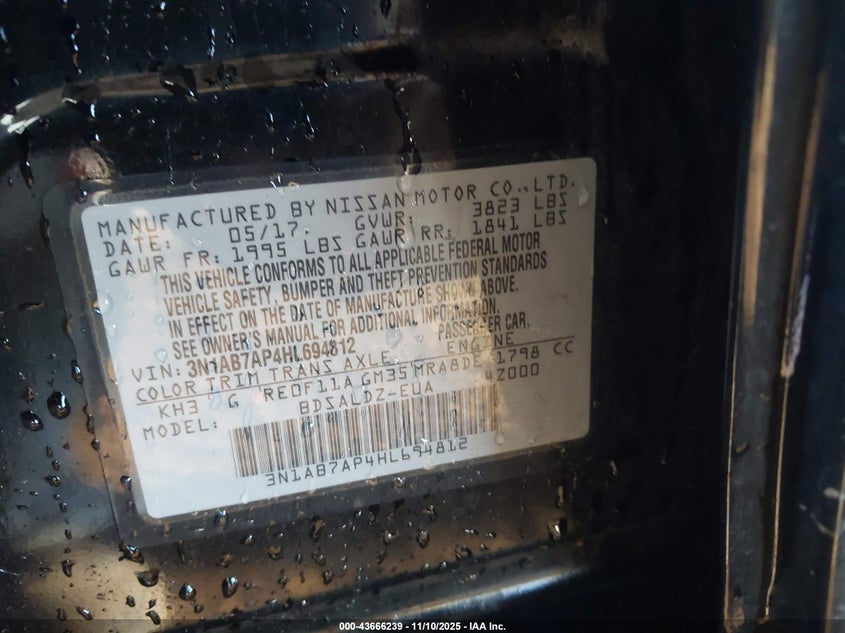 MANUFACTURED BY NISSAN MOTOR CO., LTD.
DATE: 05/17 GVWR: 3823 LBS
GAWR FR: 1995 LBS GAWR RR: 1841 LBS
THIS VEHICLE CONFORMS TO ALL APPLICABLE FEDERAL MOTOR
VEHICLE SAFETY, BUMPER AND THEFT PREVENTION STANDARDS
IN EFFECT ON THE DATE OF MANUFACTURE SHOWN ABOVE.
SEE OWNER'S MANUAL FOR ADDITIONAL INFORMATION.
VIN: 3N1AB7AP4HL694812 PASSENGER CAR.
COLOR TRIM TRANS AXLE ENGINE
KH3 G RE0F11A GM35 MRA8DE 1798 CC
MODEL: BDSALDZ-EUA 4Z000
3N1AB7AP4HL694812
000-43666239 - 11/10/2025 - IAA Inc.